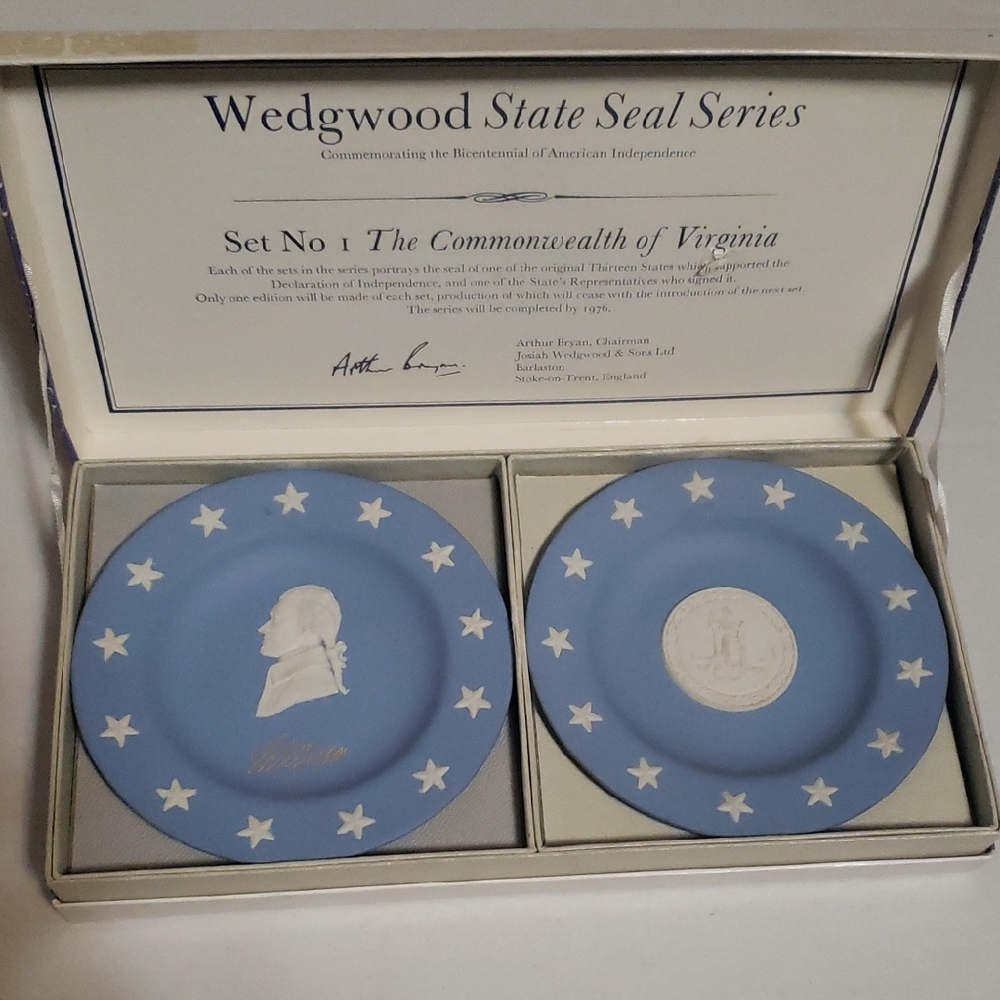 Wedgwood State Seal Series
Commemorating the Bicentennial of American Independence
Set No 1 The Commonwealth of Virginia
Each of the sets in the series portrays the seal of one of the original Thirteen States which supported the
Declaration of Independence, and one of the State's Representatives who signed it.
Only one edition will be made of each set, production of which will cease with the introduction of the next set.
The series will be completed by 1976.
Arthur Bryan.
Arthur Bryan, Chairman
Josiah Wedgwood & Sons Ltd
Barlaston
Stoke-on-Trent, England